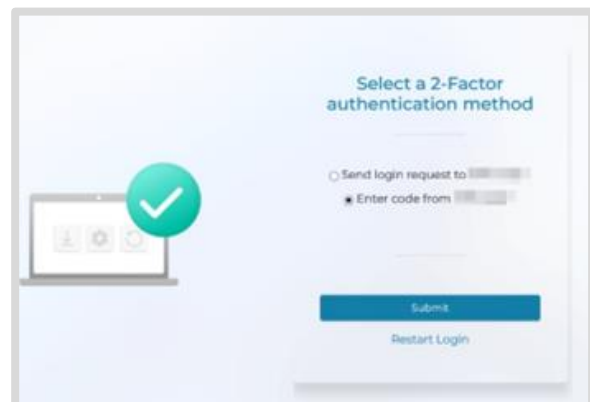 Select a 2-Factor
authentication method
Send login request to
Enter code from
Submit
Restart Login